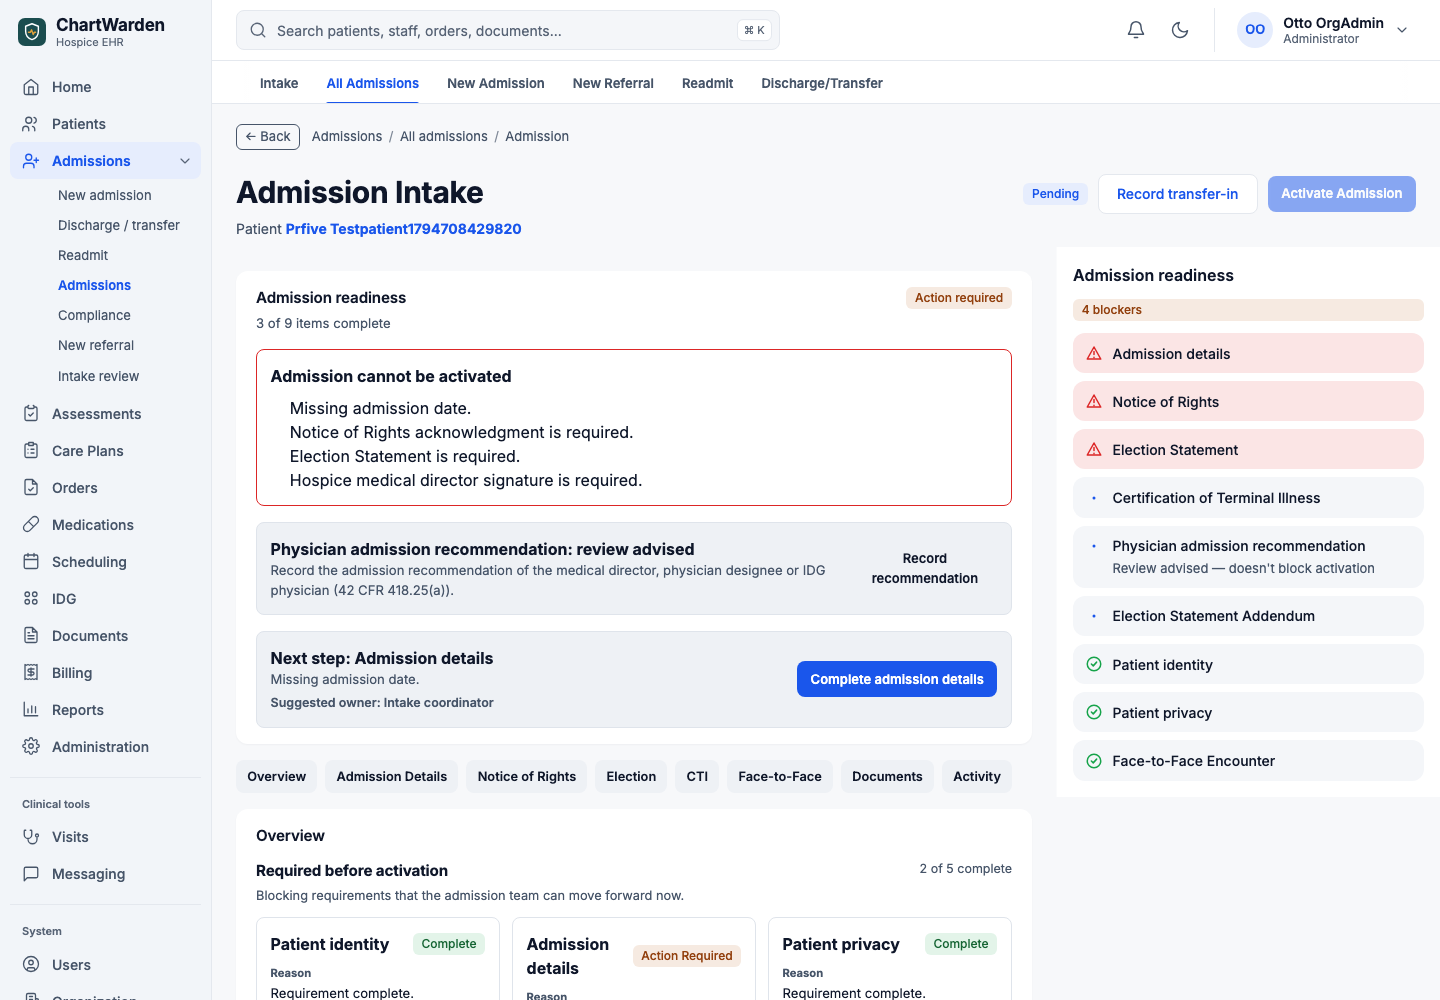 ChartWarden
Hospice EHR
Home
Patients
Admissions
New admission
Discharge / transfer
Readmit
Admissions
Compliance
New referral
Intake review
Assessments
Care Plans
Orders
Medications
Scheduling
IDG
Documents
Billing
Reports
Administration
Clinical tools
Visits
Messaging
System
Users
Organization
Search patients, staff, orders, documents...
⌘ K
OO
Otto OrgAdmin
Administrator
Intake
All Admissions
New Admission
New Referral
Readmit
Discharge/Transfer
← Back
Admissions / All admissions / Admission
Admission Intake
Patient Prfive Testpatient1794708429820
Pending
Record transfer-in
Activate Admission
Admission readiness
Action required
3 of 9 items complete
Admission cannot be activated
Missing admission date.
Notice of Rights acknowledgment is required.
Election Statement is required.
Hospice medical director signature is required.
Physician admission recommendation: review advised
Record the admission recommendation of the medical director, physician designee or IDG
physician (42 CFR 418.25(a)).
Record
recommendation
Next step: Admission details
Missing admission date.
Suggested owner: Intake coordinator
Complete admission details
Overview
Admission Details
Notice of Rights
Election
CTI
Face-to-Face
Documents
Activity
Overview
Required before activation
2 of 5 complete
Blocking requirements that the admission team can move forward now.
Patient identity
Complete
Reason
Requirement complete.
Admission
details
Action Required
Reason
Patient privacy
Complete
Reason
Requirement complete.
Admission readiness
4 blockers
Admission details
Notice of Rights
Election Statement
Certification of Terminal Illness
Physician admission recommendation
Review advised — doesn't block activation
Election Statement Addendum
Patient identity
Patient privacy
Face-to-Face Encounter